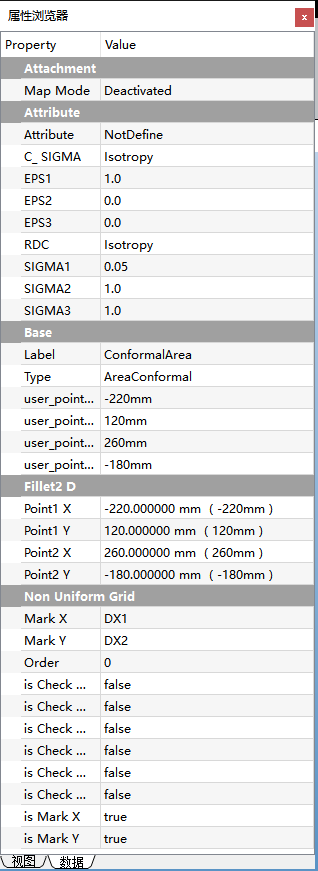 属性浏览器
x
Property Value
Attachment
Map Mode Deactivated
Attribute
Attribute NotDefine
C_ SIGMA Isotropy
EPS1 1.0
EPS2 0.0
EPS3 0.0
RDC Isotropy
SIGMA1 0.05
SIGMA2 1.0
SIGMA3 1.0
Base
Label ConformalArea
Type AreaConformal
user_point... -220mm
user_point... 120mm
user_point... 260mm
user_point... -180mm
Fillet2 D
Point1 X -220.000000 mm ( -220mm )
Point1 Y 120.000000 mm ( 120mm )
Point2 X 260.000000 mm ( 260mm )
Point2 Y -180.000000 mm ( -180mm )
Non Uniform Grid
Mark X DX1
Mark Y DX2
Order 0
is Check ... false
is Check ... false
is Check ... false
is Check ... false
is Check ... false
is Check ... false
is Mark X true
is Mark Y true
视图 数据